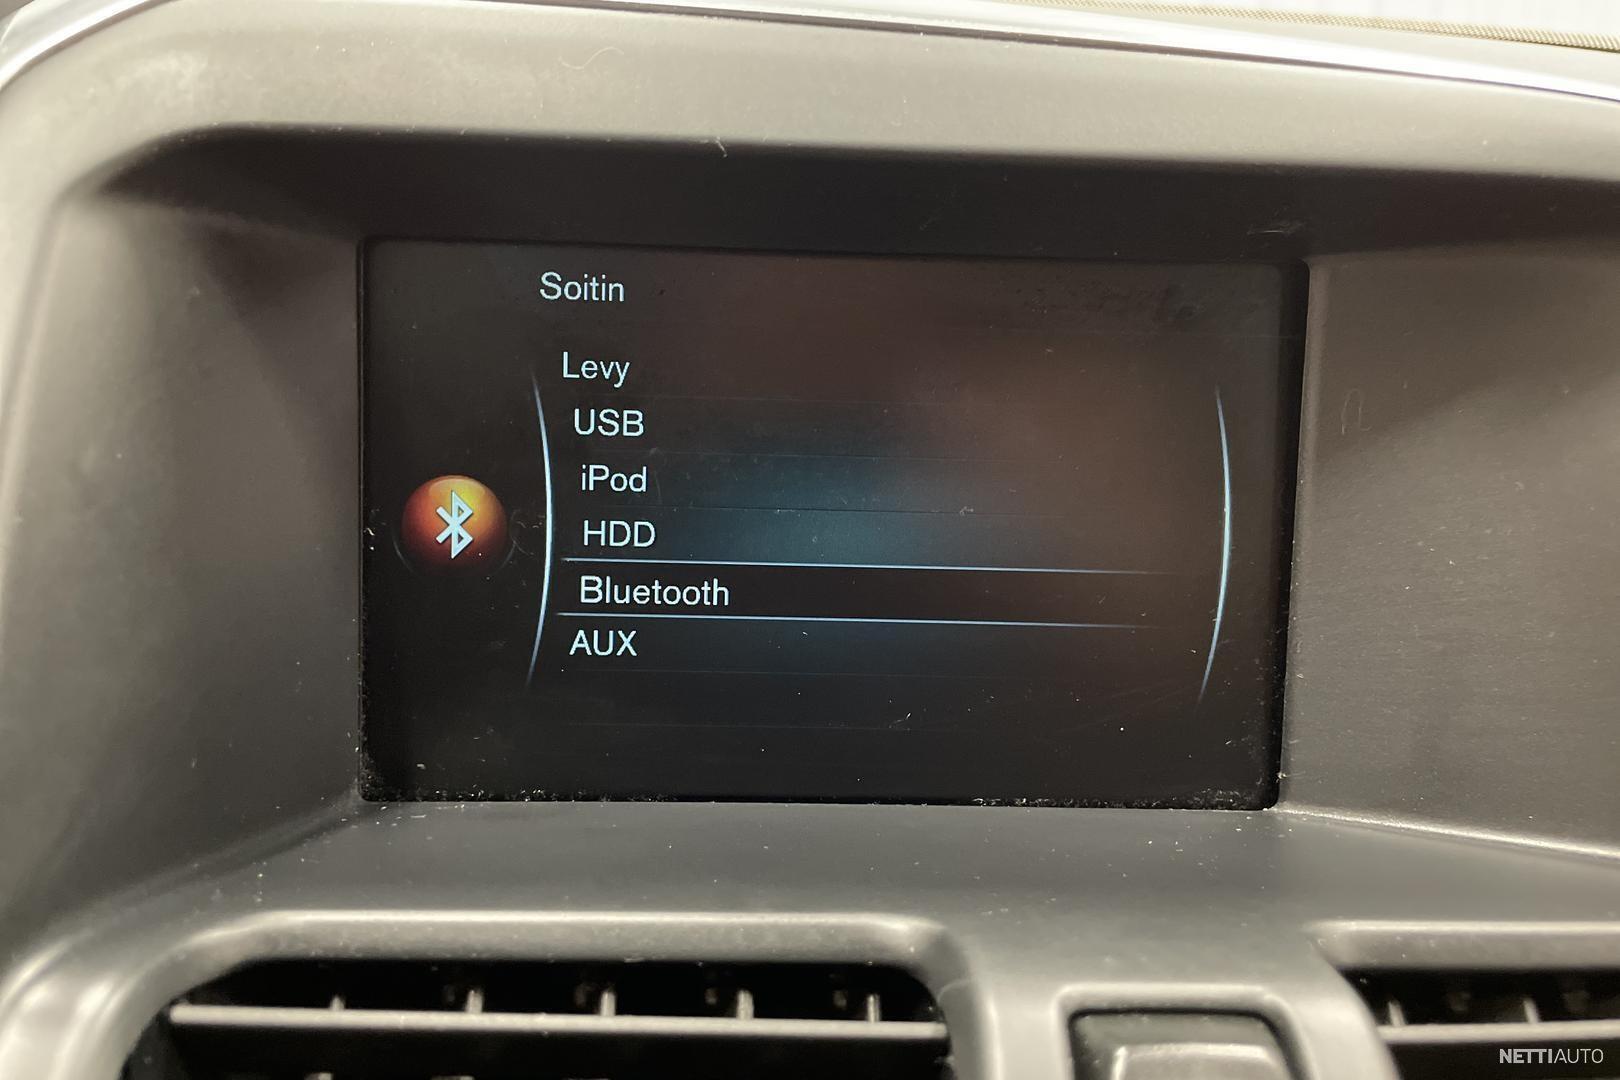 Soitin
Levy
USB
iPod
HDD
Bluetooth
AUX
NETTIAUTO